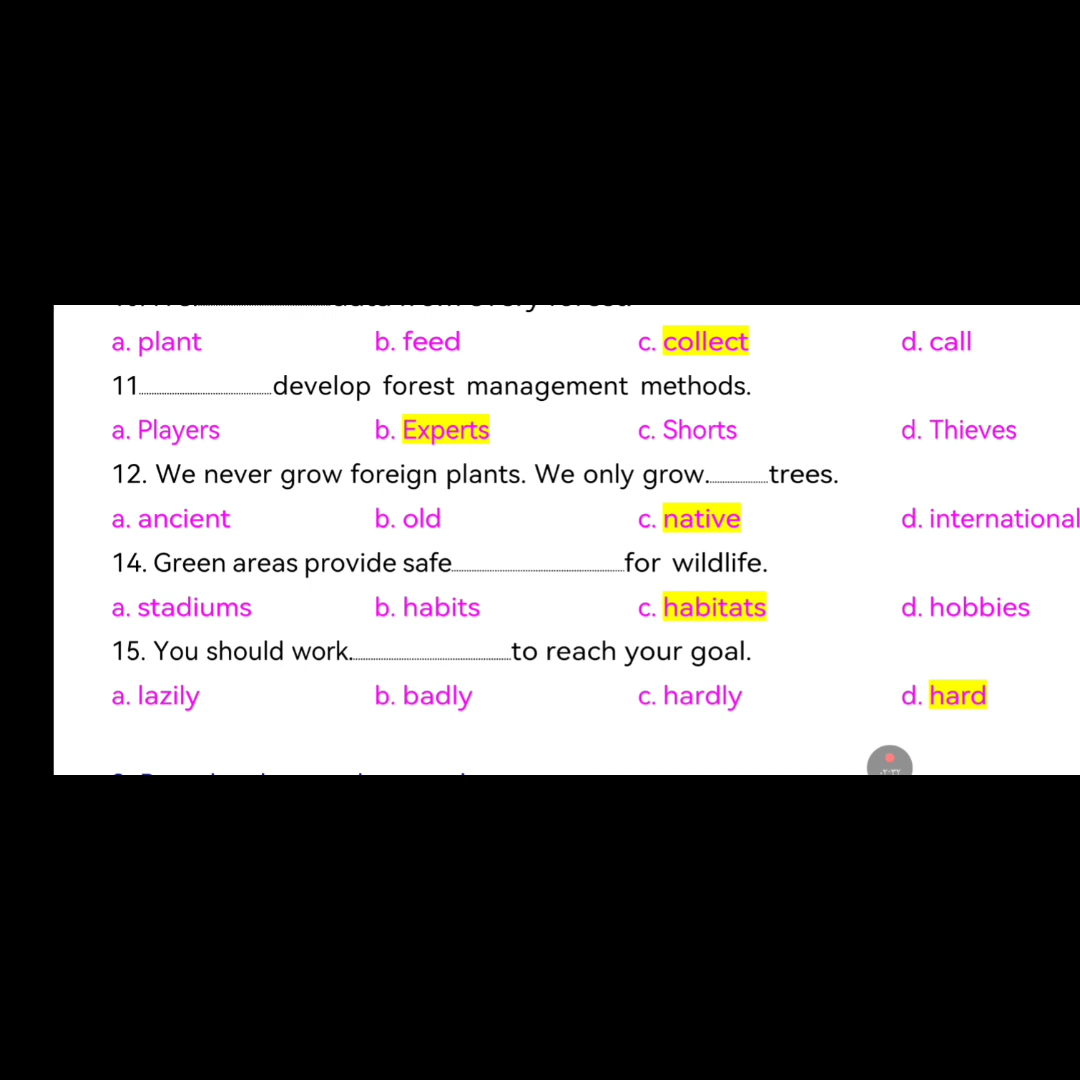 a. plant b. feed c. collect d. call
11....................develop forest management methods.
a. Players b. Experts c. Shorts d. Thieves
12. We never grow foreign plants. We only grow..........trees.
a. ancient b. old c. native d. international
14. Green areas provide safe..........................for wildlife.
a. stadiums b. habits c. habitats d. hobbies
15. You should work.........................to reach your goal.
a. lazily b. badly c. hardly d. hard